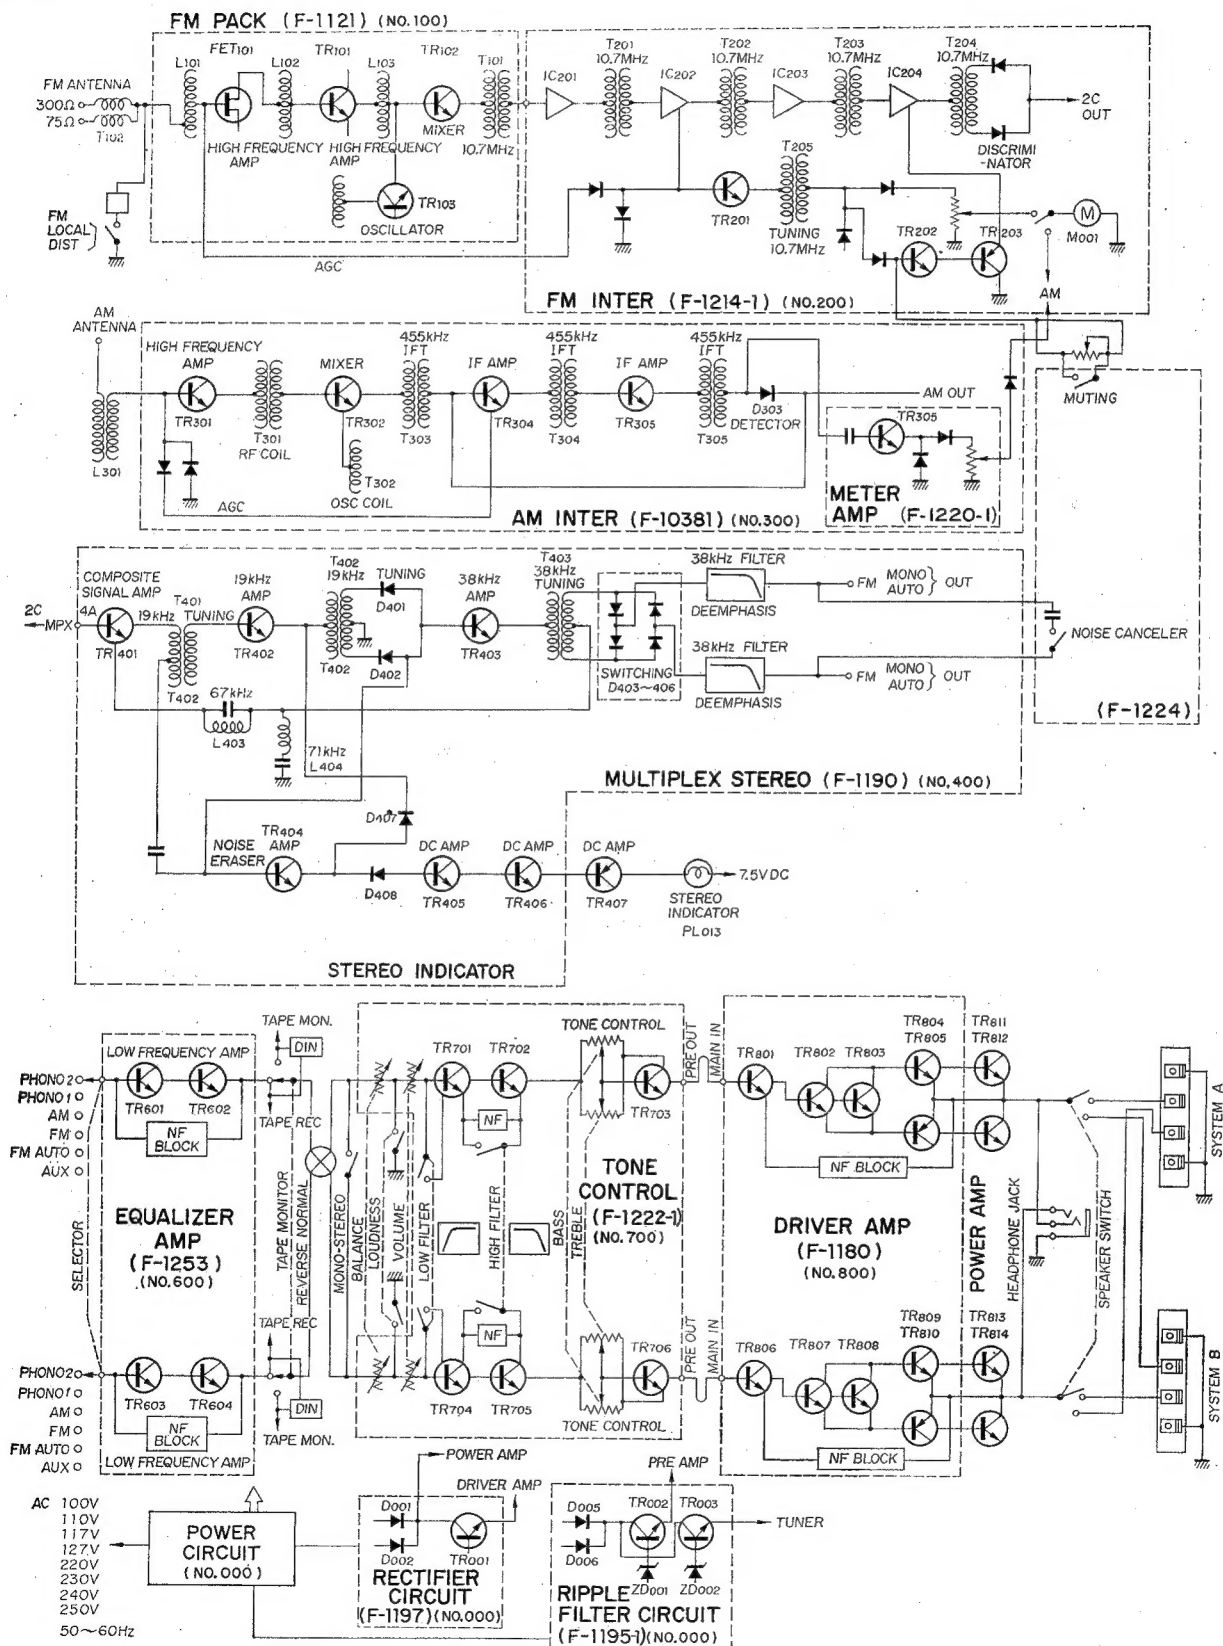 FM PACK (F-1121) (NO.100)
FM ANTENNA
300Ω
75Ω
T102
L101
FET101
L102
TR101
L103
TR102
T101
HIGH FREQUENCY
AMP
HIGH FREQUENCY
AMP
MIXER
10.7MHz
TR103
OSCILLATOR
FM
LOCAL
DIST
AGC
IC201
T201
10.7MHz
IC202
T202
10.7MHz
IC203
T203
10.7MHz
IC204
T204
10.7MHz
2C
OUT
DISCRIMI
-NATOR
TR201
T205
TUNING
10.7MHz
TR202
TR203
M
M001
AM
FM INTER (F-1214-1) (NO.200)
AM
ANTENNA
L301
HIGH FREQUENCY
AMP
TR301
T301
RF COIL
MIXER
TR302
T302
OSC COIL
455kHz
IFT
T303
IF AMP
TR304
455kHz
IFT
T304
IF AMP
TR305
455kHz
IFT
T305
D303
DETECTOR
AM OUT
TR305
METER
AMP (F-1220-1)
AGC
AM INTER (F-10381) (NO.300)
MUTING
2C
MPX
COMPOSITE
SIGNAL AMP
4A
TR401
19kHz
T401
TUNING
T402
19kHz
AMP
TR402
T402
19kHz
TUNING
T402
D401
D402
38kHz
AMP
TR403
T403
38kHz
TUNING
SWITCHING
D403~406
38kHz FILTER
DEEMPHASIS
FM MONO
AUTO } OUT
38kHz FILTER
DEEMPHASIS
FM MONO
AUTO } OUT
NOISE CANCELER
(F-1224)
67kHz
L403
71kHz
L404
MULTIPLEX STEREO (F-1190) (NO,400)
D407
NOISE
ERASER
TR404
AMP
D408
DC AMP
TR405
DC AMP
TR406
DC AMP
TR407
STEREO
INDICATOR
PL013
7.5V DC
STEREO INDICATOR
PHONO2
PHONO1
AM
FM
FM AUTO
AUX
LOW FREQUENCY AMP
TR601
TR602
NF
BLOCK
TAPE MON.
DIN
TAPE REC
EQUALIZER
AMP
(F-1253)
(NO.600)
SELECTOR
TAPE MONITOR
REVERSE NORMAL
MONO-STEREO
BALANCE
LOUDNESS
VOLUME
LOW FILTER
HIGH FILTER
BASS
TREBLE
TR701
TR702
NF
TONE CONTROL
TR703
TONE
CONTROL
(F-1222-1)
(NO.700)
PRE OUT
MAIN IN
TR801
TR802
TR803
TR804
TR805
TR811
TR812
NF BLOCK
DRIVER AMP
(F-1180)
(NO.800)
POWER AMP
HEADPHONE JACK
SPEAKER SWITCH
SYSTEM A
TAPE REC
PHONO2
PHONO1
AM
FM
FM AUTO
AUX
TR603
TR604
NF
BLOCK
LOW FREQUENCY AMP
DIN
TAPE MON.
NF
TR704
TR705
TR706
TONE CONTROL
PRE OUT
MAIN IN
TR806
TR807
TR808
TR809
TR810
TR813
TR814
NF BLOCK
SYSTEM B
AC 100V
110V
117V
127V
220V
230V
240V
250V
50~60Hz
POWER
CIRCUIT
(NO.000)
POWER AMP
DRIVER AMP
D001
D002
TR001
RECTIFIER
CIRCUIT
(F-1197)(NO.000)
PRE AMP
D005
D006
TR002
TR003
ZD001
ZD002
TUNER
RIPPLE
FILTER CIRCUIT
(F-1195-1)(NO.000)